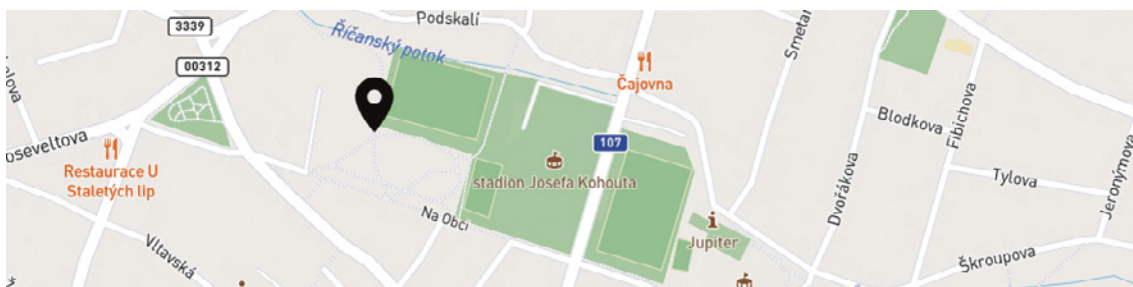 3339
00312
Podskalí
Říčanský potok
Čajovna
Smetan
Blodkova
Fibichova
Dvořákova
Tylova
Jeronýmova
Škroupova
107
stadion Josefa Kohouta
Jupiter
Na Obci
Vltavská
Restaurace U
Staletých lip
oseveltova